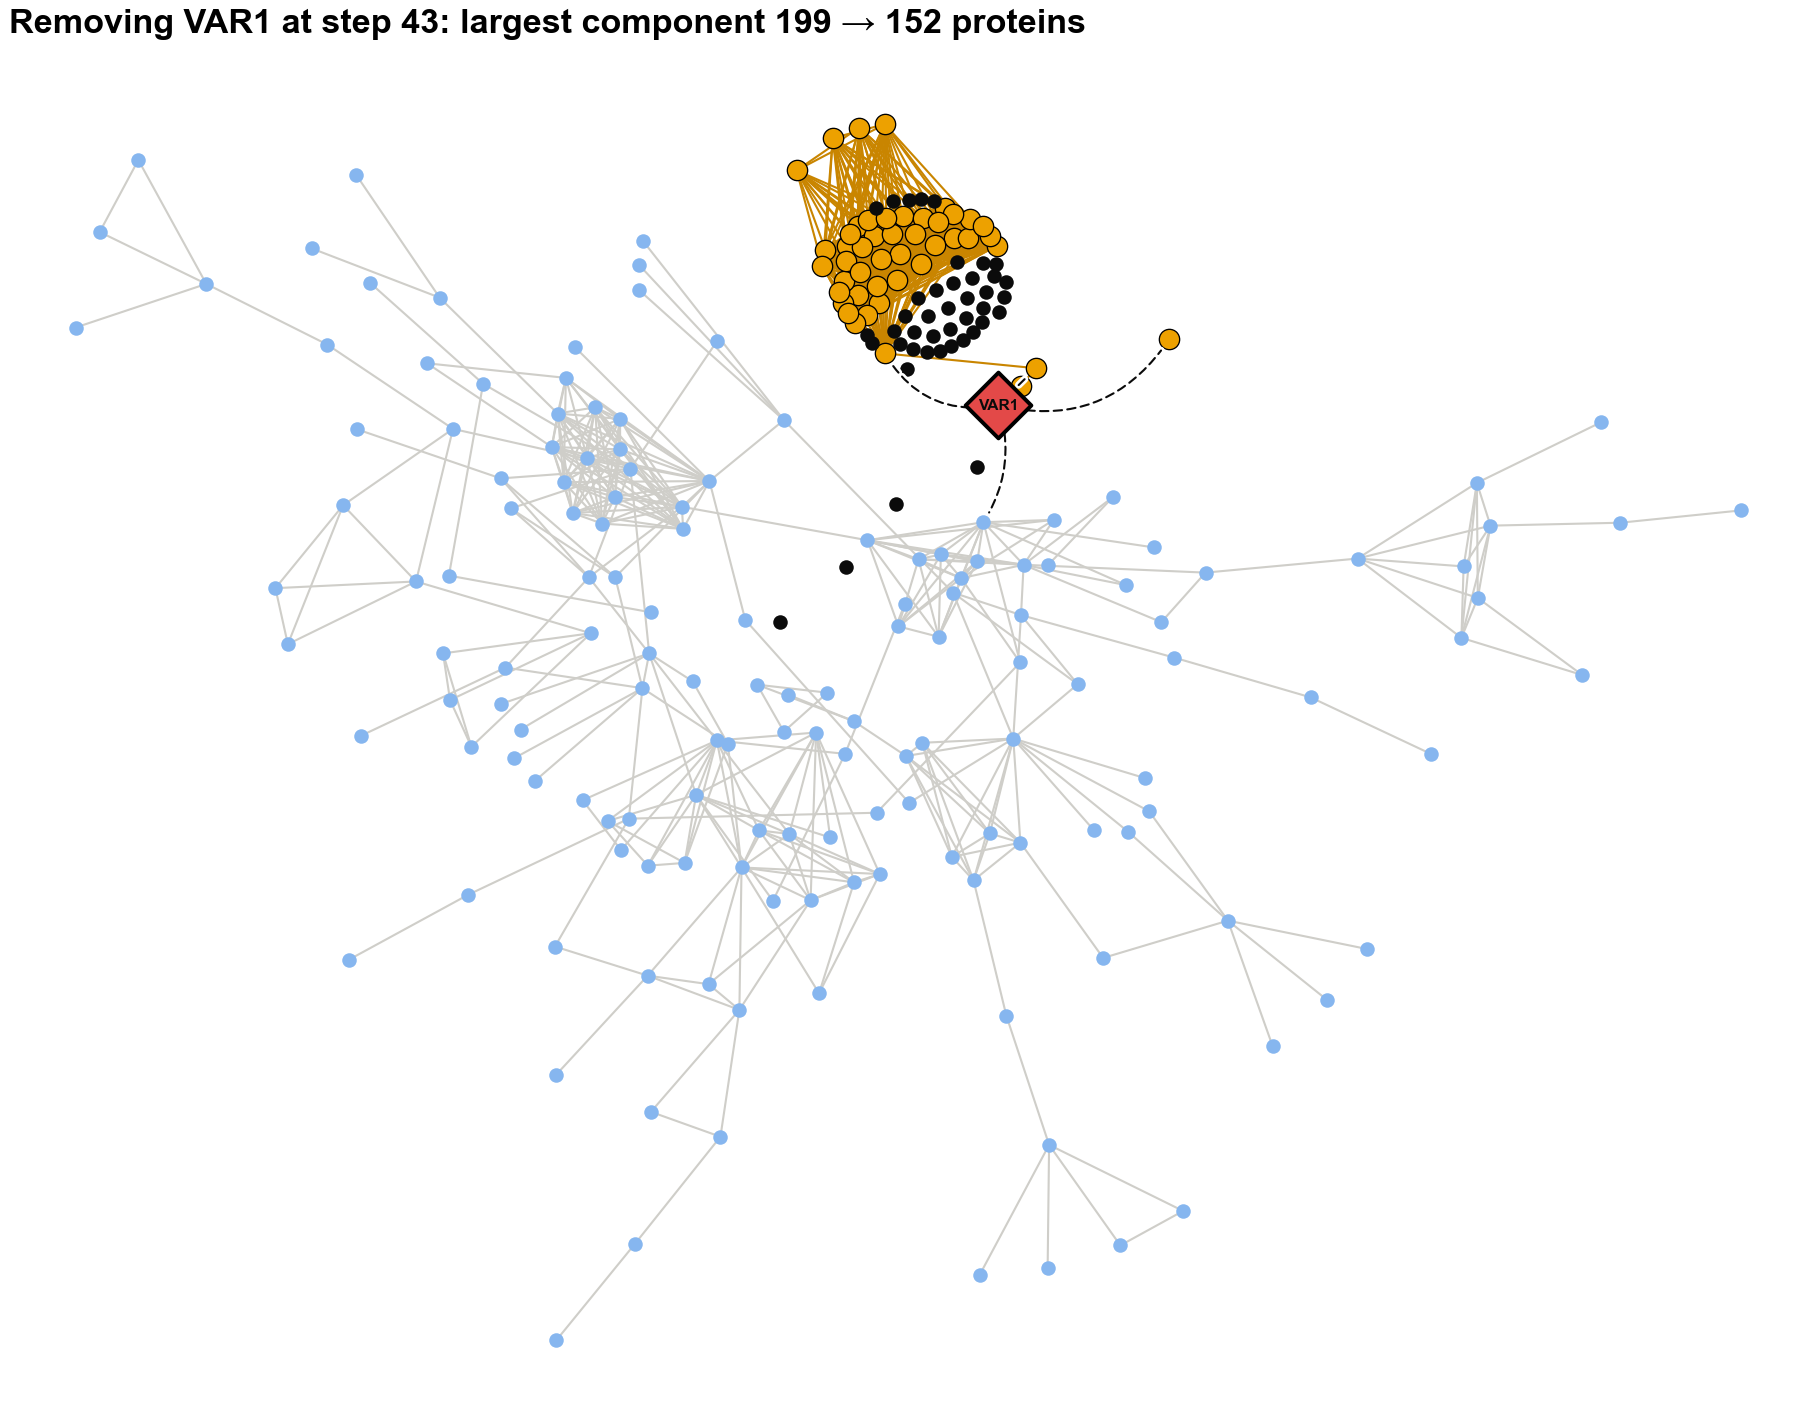 Removing VAR1 at step 43: largest component 199 → 152 proteins
VAR1